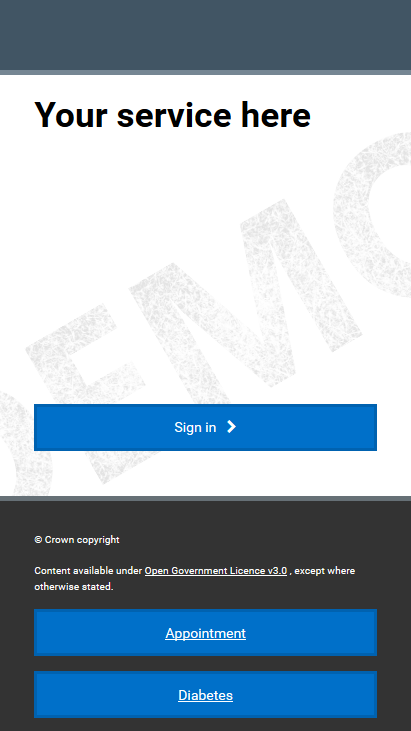 Your service here
DEMO
Sign in
© Crown copyright
Content available under Open Government Licence v3.0 , except where
otherwise stated.
Appointment
Diabetes